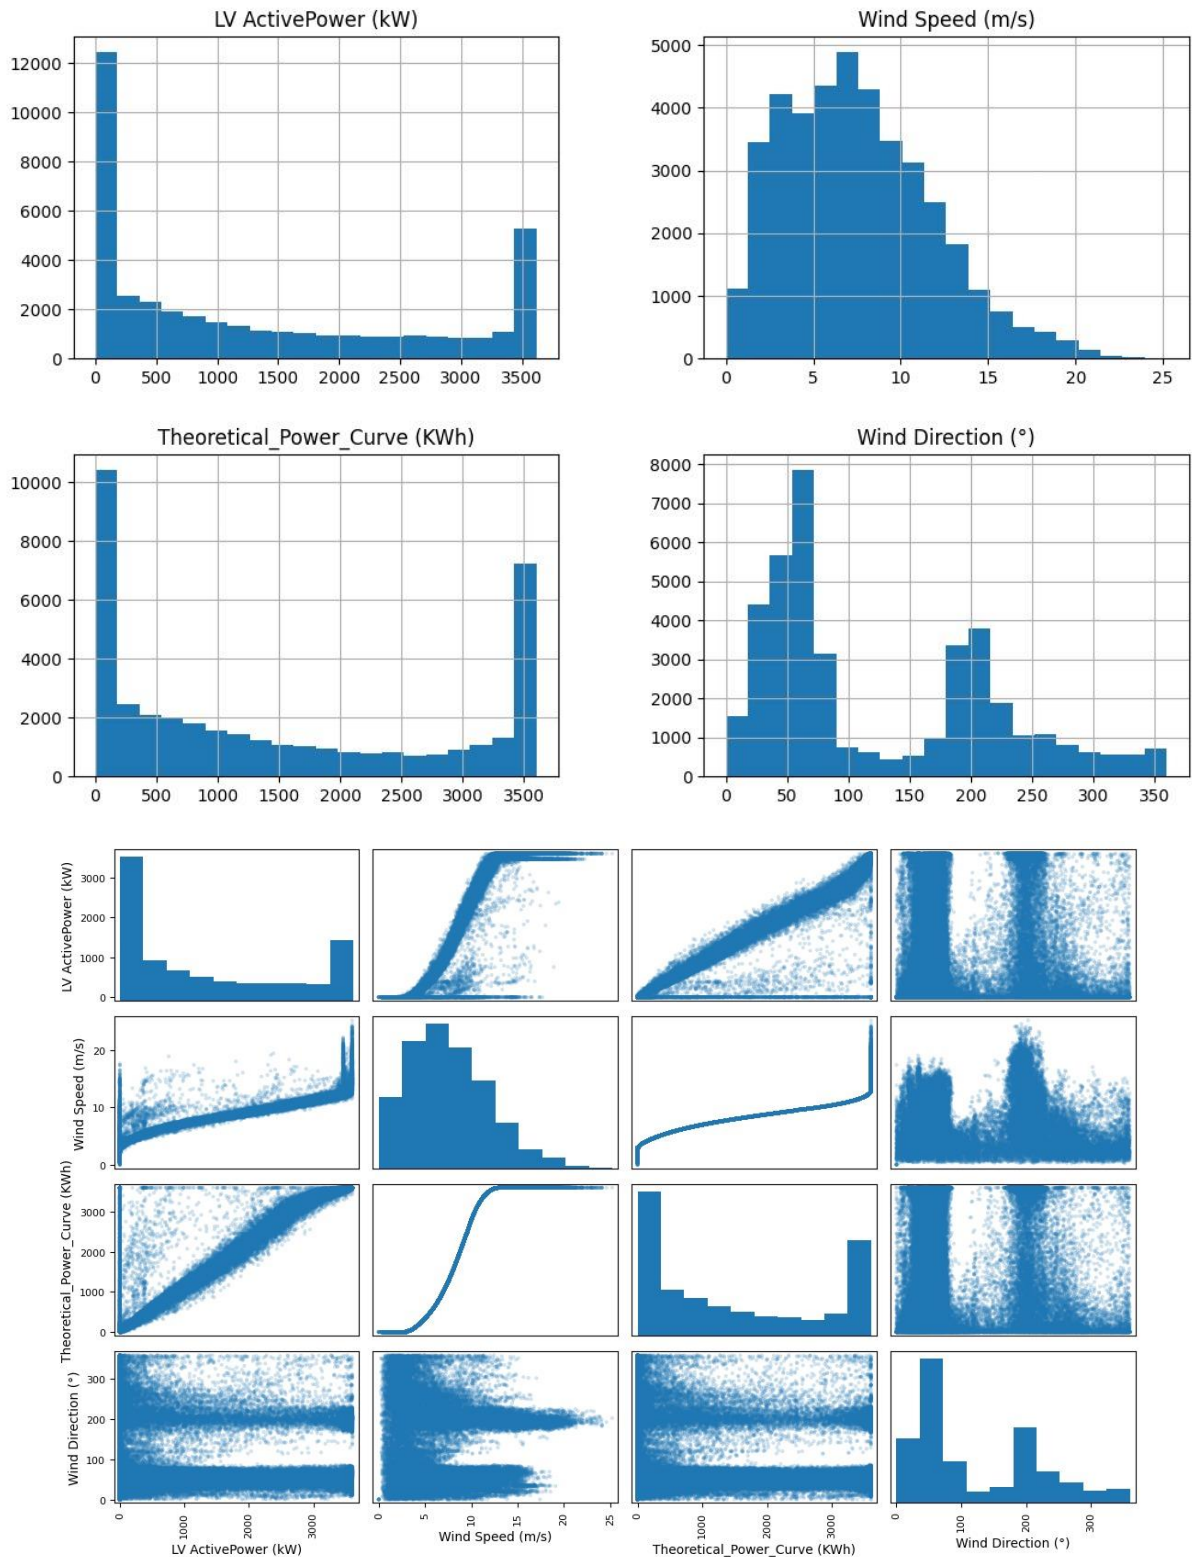 LV ActivePower (kW)
12000
10000
8000
6000
4000
2000
0
0 500 1000 1500 2000 2500 3000 3500
Wind Speed (m/s)
5000
4000
3000
2000
1000
0
0 5 10 15 20 25
Theoretical_Power_Curve (KWh)
10000
8000
6000
4000
2000
0
0 500 1000 1500 2000 2500 3000 3500
Wind Direction (°)
8000
7000
6000
5000
4000
3000
2000
1000
0
0 50 100 150 200 250 300 350
LV ActivePower (kW)
3000
2000
1000
0
Wind Speed (m/s)
20
10
0
Theoretical_Power_Curve (KWh)
3000
2000
1000
0
Wind Direction (°)
300
200
100
0
0 1000 2000 3000
LV ActivePower (kW)
0 5 10 15 20 25
Wind Speed (m/s)
0 1000 2000 3000
Theoretical_Power_Curve (KWh)
0 100 200 300
Wind Direction (°)